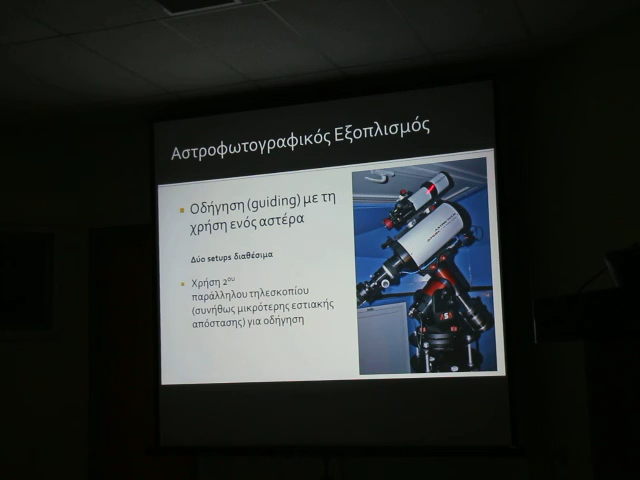 Αστροφωτογραφικός Εξοπλισμός
Οδήγηση (guiding) με τη
χρήση ενός αστέρα
Δύο setups διαθέσιμα
Χρήση 2ου
παράλληλου τηλεσκοπίου
(συνήθως μικρότερης εστιακής
απόστασης) για οδήγηση